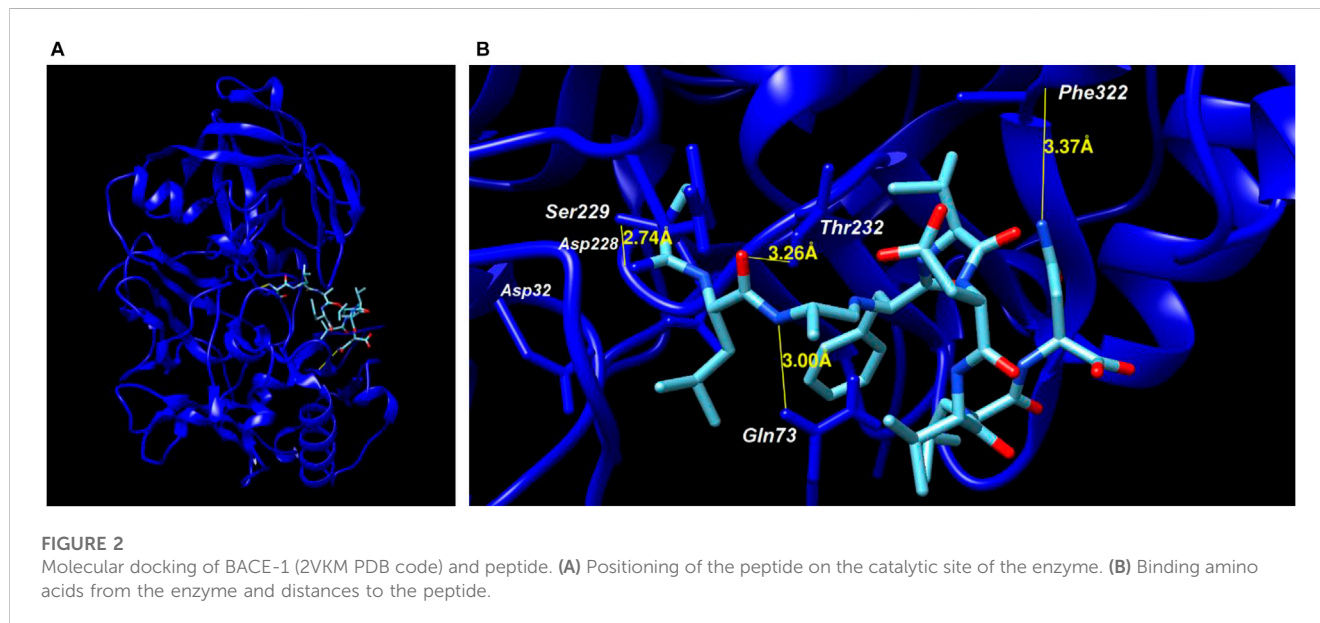 A
B
Phe322
3.37Å
Ser229
2.74Å
Thr232
Asp228
3.26Å
Asp32
3.00Å
Gln73
FIGURE 2
Molecular docking of BACE-1 (2VKM PDB code) and peptide. (A) Positioning of the peptide on the catalytic site of the enzyme. (B) Binding amino
acids from the enzyme and distances to the peptide.